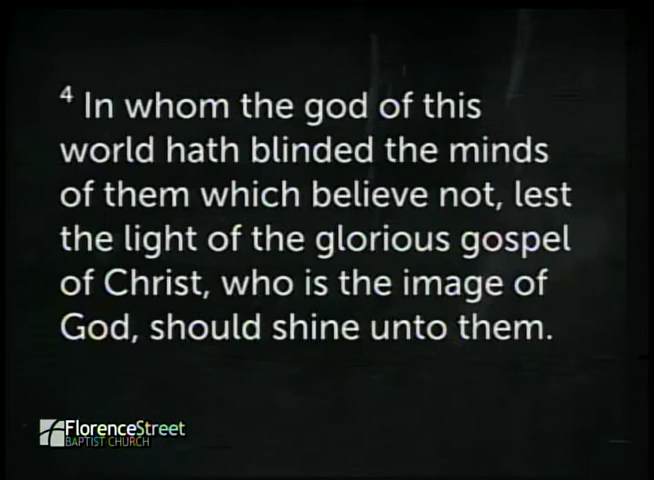 4 In whom the god of this
world hath blinded the minds
of them which believe not, lest
the light of the glorious gospel
of Christ, who is the image of
God, should shine unto them.
FlorenceStreet
BAPTIST CHURCH